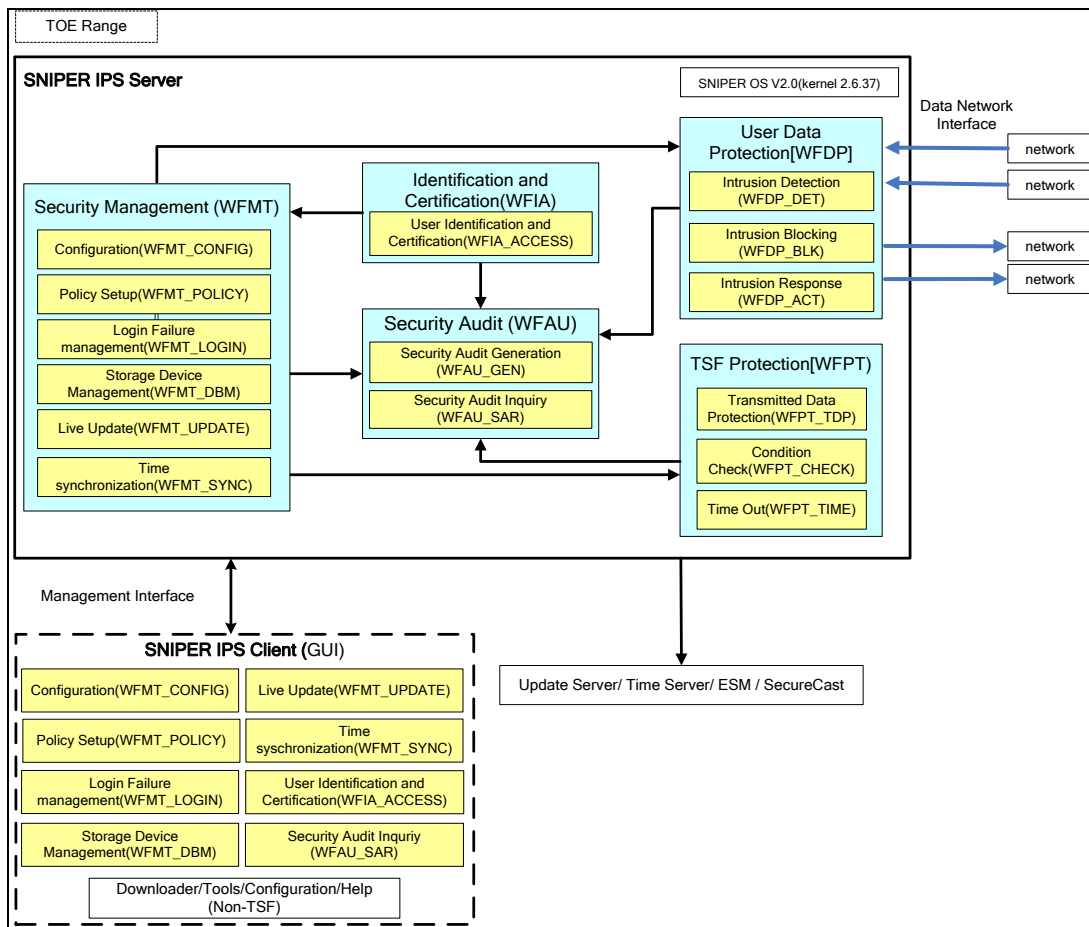 TOE Range
SNIPER IPS Server
SNIPER OS V2.0(kernel 2.6.37)
Data Network
Interface
network
network
network
network
User Data
Protection[WFDP]
Intrusion Detection
(WFDP_DET)
Intrusion Blocking
(WFDP_BLK)
Intrusion Response
(WFDP_ACT)
Identification and
Certification(WFIA)
User Identification and
Certification(WFIA_ACCESS)
Security Management (WFMT)
Configuration(WFMT_CONFIG)
Policy Setup(WFMT_POLICY)
Login Failure
management(WFMT_LOGIN)
Storage Device
Management(WFMT_DBM)
Live Update(WFMT_UPDATE)
Time
synchronization(WFMT_SYNC)
Security Audit (WFAU)
Security Audit Generation
(WFAU_GEN)
Security Audit Inquiry
(WFAU_SAR)
TSF Protection[WFPT)
Transmitted Data
Protection(WFPT_TDP)
Condition
Check(WFPT_CHECK)
Time Out(WFPT_TIME)
Management Interface
SNIPER IPS Client (GUI)
Configuration(WFMT_CONFIG)
Live Update(WFMT_UPDATE)
Policy Setup(WFMT_POLICY)
Time
syschronization(WFMT_SYNC)
Login Failure
management(WFMT_LOGIN)
User Identification and
Certification(WFIA_ACCESS)
Storage Device
Management(WFMT_DBM)
Security Audit Inquriy
(WFAU_SAR)
Downloader/Tools/Configuration/Help
(Non-TSF)
Update Server/ Time Server/ ESM / SecureCast